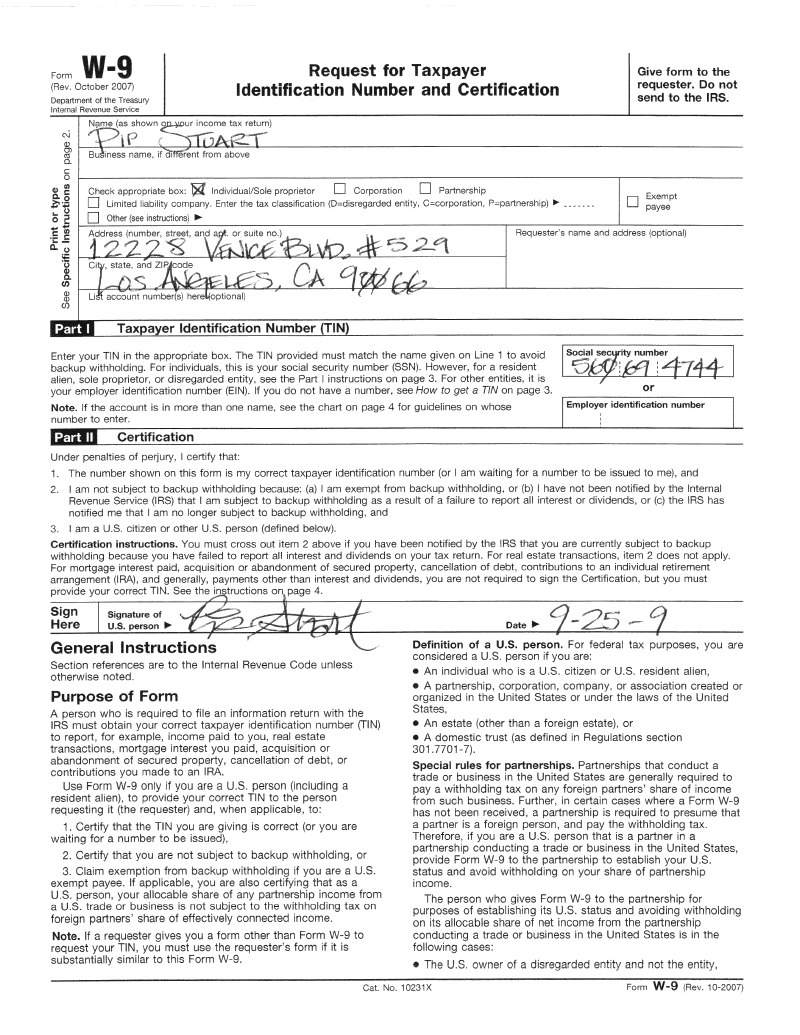 Form W-9
(Rev. October 2007)
Department of the Treasury
Internal Revenue Service
Request for Taxpayer
Identification Number and Certification
Give form to the
requester. Do not
send to the IRS.
Print or type
See Specific Instructions on page 2.
Name (as shown on your income tax return)
PIP STUART
Business name, if different from above
Check appropriate box: Individual/Sole proprietor Corporation Partnership
Limited liability company. Enter the tax classification (D=disregarded entity, C=corporation, P=partnership) ▶ .......
Other (see instructions) ▶
Exempt
payee
Address (number, street, and apt. or suite no.)
12228 VENICE BLVD. #529
Requester's name and address (optional)
City, state, and ZIP code
LOS ANGELES, CA 90066
List account number(s) here (optional)
Part I Taxpayer Identification Number (TIN)
Enter your TIN in the appropriate box. The TIN provided must match the name given on Line 1 to avoid
backup withholding. For individuals, this is your social security number (SSN). However, for a resident
alien, sole proprietor, or disregarded entity, see the Part I instructions on page 3. For other entities, it is
your employer identification number (EIN). If you do not have a number, see How to get a TIN on page 3.
Note. If the account is in more than one name, see the chart on page 4 for guidelines on whose
number to enter.
Social security number
560 69 4744
or
Employer identification number
Part II Certification
Under penalties of perjury, I certify that:
1. The number shown on this form is my correct taxpayer identification number (or I am waiting for a number to be issued to me), and
2. I am not subject to backup withholding because: (a) I am exempt from backup withholding, or (b) I have not been notified by the Internal
Revenue Service (IRS) that I am subject to backup withholding as a result of a failure to report all interest or dividends, or (c) the IRS has
notified me that I am no longer subject to backup withholding, and
3. I am a U.S. citizen or other U.S. person (defined below).
Certification instructions. You must cross out item 2 above if you have been notified by the IRS that you are currently subject to backup
withholding because you have failed to report all interest and dividends on your tax return. For real estate transactions, item 2 does not apply.
For mortgage interest paid, acquisition or abandonment of secured property, cancellation of debt, contributions to an individual retirement
arrangement (IRA), and generally, payments other than interest and dividends, you are not required to sign the Certification, but you must
provide your correct TIN. See the instructions on page 4.
Sign
Here
Signature of
U.S. person ▶ Pip Stuart
Date ▶ 9-25-9
General Instructions
Section references are to the Internal Revenue Code unless
otherwise noted.
Purpose of Form
A person who is required to file an information return with the
IRS must obtain your correct taxpayer identification number (TIN)
to report, for example, income paid to you, real estate
transactions, mortgage interest you paid, acquisition or
abandonment of secured property, cancellation of debt, or
contributions you made to an IRA.
Use Form W-9 only if you are a U.S. person (including a
resident alien), to provide your correct TIN to the person
requesting it (the requester) and, when applicable, to:
1. Certify that the TIN you are giving is correct (or you are
waiting for a number to be issued),
2. Certify that you are not subject to backup withholding, or
3. Claim exemption from backup withholding if you are a U.S.
exempt payee. If applicable, you are also certifying that as a
U.S. person, your allocable share of any partnership income from
a U.S. trade or business is not subject to the withholding tax on
foreign partners' share of effectively connected income.
Note. If a requester gives you a form other than Form W-9 to
request your TIN, you must use the requester's form if it is
substantially similar to this Form W-9.
Definition of a U.S. person. For federal tax purposes, you are
considered a U.S. person if you are:
● An individual who is a U.S. citizen or U.S. resident alien,
● A partnership, corporation, company, or association created or
organized in the United States or under the laws of the United
States,
● An estate (other than a foreign estate), or
● A domestic trust (as defined in Regulations section
301.7701-7).
Special rules for partnerships. Partnerships that conduct a
trade or business in the United States are generally required to
pay a withholding tax on any foreign partners' share of income
from such business. Further, in certain cases where a Form W-9
has not been received, a partnership is required to presume that
a partner is a foreign person, and pay the withholding tax.
Therefore, if you are a U.S. person that is a partner in a
partnership conducting a trade or business in the United States,
provide Form W-9 to the partnership to establish your U.S.
status and avoid withholding on your share of partnership
income.
The person who gives Form W-9 to the partnership for
purposes of establishing its U.S. status and avoiding withholding
on its allocable share of net income from the partnership
conducting a trade or business in the United States is in the
following cases:
● The U.S. owner of a disregarded entity and not the entity,
Cat. No. 10231X
Form W-9 (Rev. 10-2007)